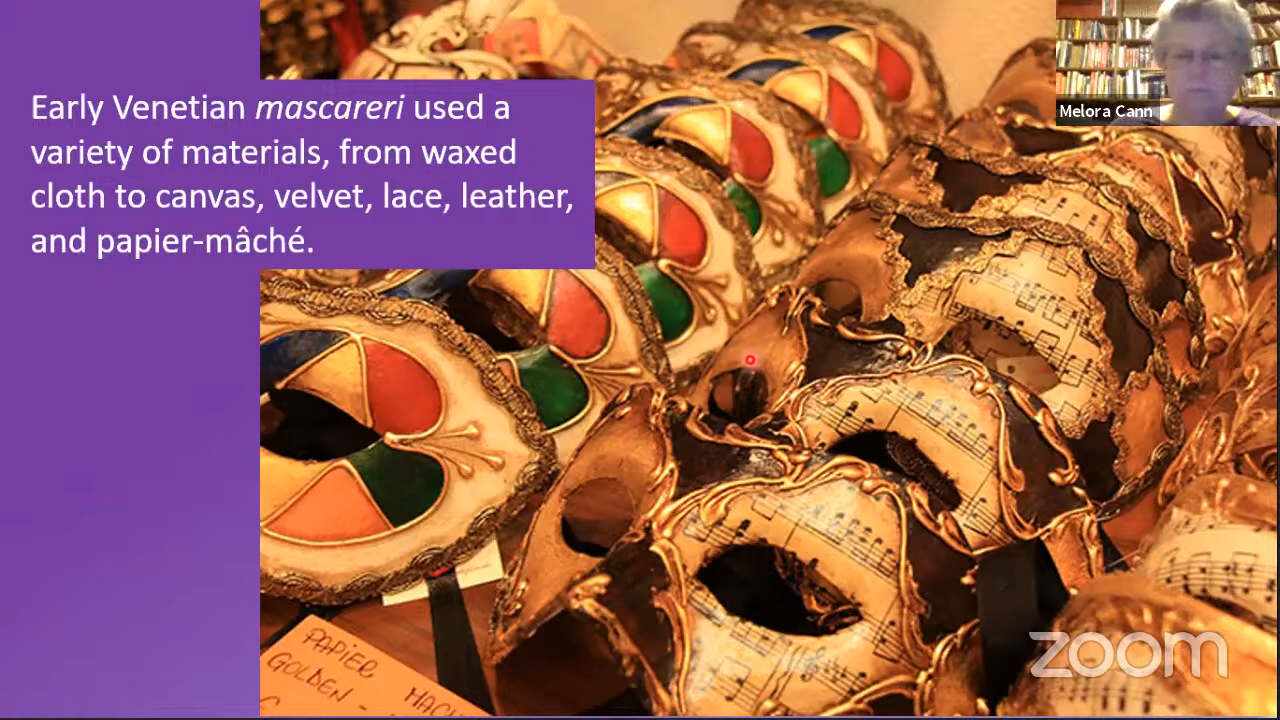 Early Venetian mascareri used a
variety of materials, from waxed
cloth to canvas, velvet, lace, leather,
and papier-mâché.
Melora Cann
PAPIER MACH
GOLDEN -
zoom